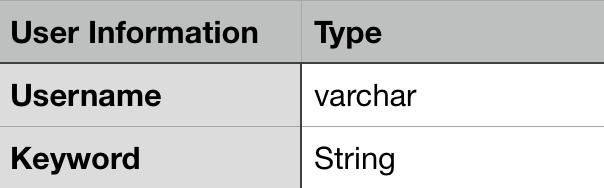 User Information Type
Username varchar
Keyword String